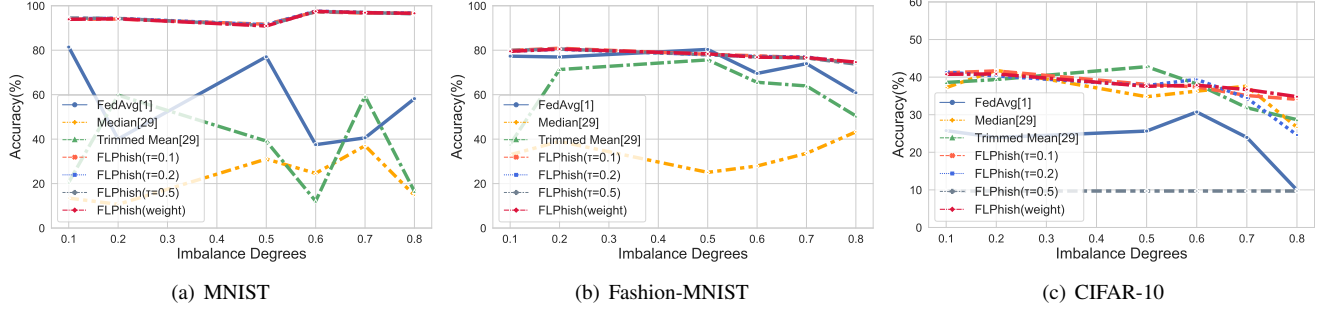 100
80
60
40
20
0
Accuracy(%)
FedAvg[1]
Median[29]
Trimmed Mean[29]
FLPhish(τ=0.1)
FLPhish(τ=0.2)
FLPhish(τ=0.5)
FLPhish(weight)
0.1 0.2 0.3 0.4 0.5 0.6 0.7 0.8
Imbalance Degrees
(a) MNIST
100
80
60
40
20
0
Accuracy(%)
FedAvg[1]
Median[29]
Trimmed Mean[29]
FLPhish(τ=0.1)
FLPhish(τ=0.2)
FLPhish(τ=0.5)
FLPhish(weight)
0.1 0.2 0.3 0.4 0.5 0.6 0.7 0.8
Imbalance Degrees
(b) Fashion-MNIST
60
50
40
30
20
10
0
Accuracy(%)
FedAvg[1]
Median[29]
Trimmed Mean[29]
FLPhish(τ=0.1)
FLPhish(τ=0.2)
FLPhish(τ=0.5)
FLPhish(weight)
0.1 0.2 0.3 0.4 0.5 0.6 0.7 0.8
Imbalance Degrees
(c) CIFAR-10